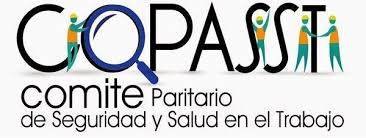 COPASST
comite Paritario
de Seguridad y Salud en el Trabajo